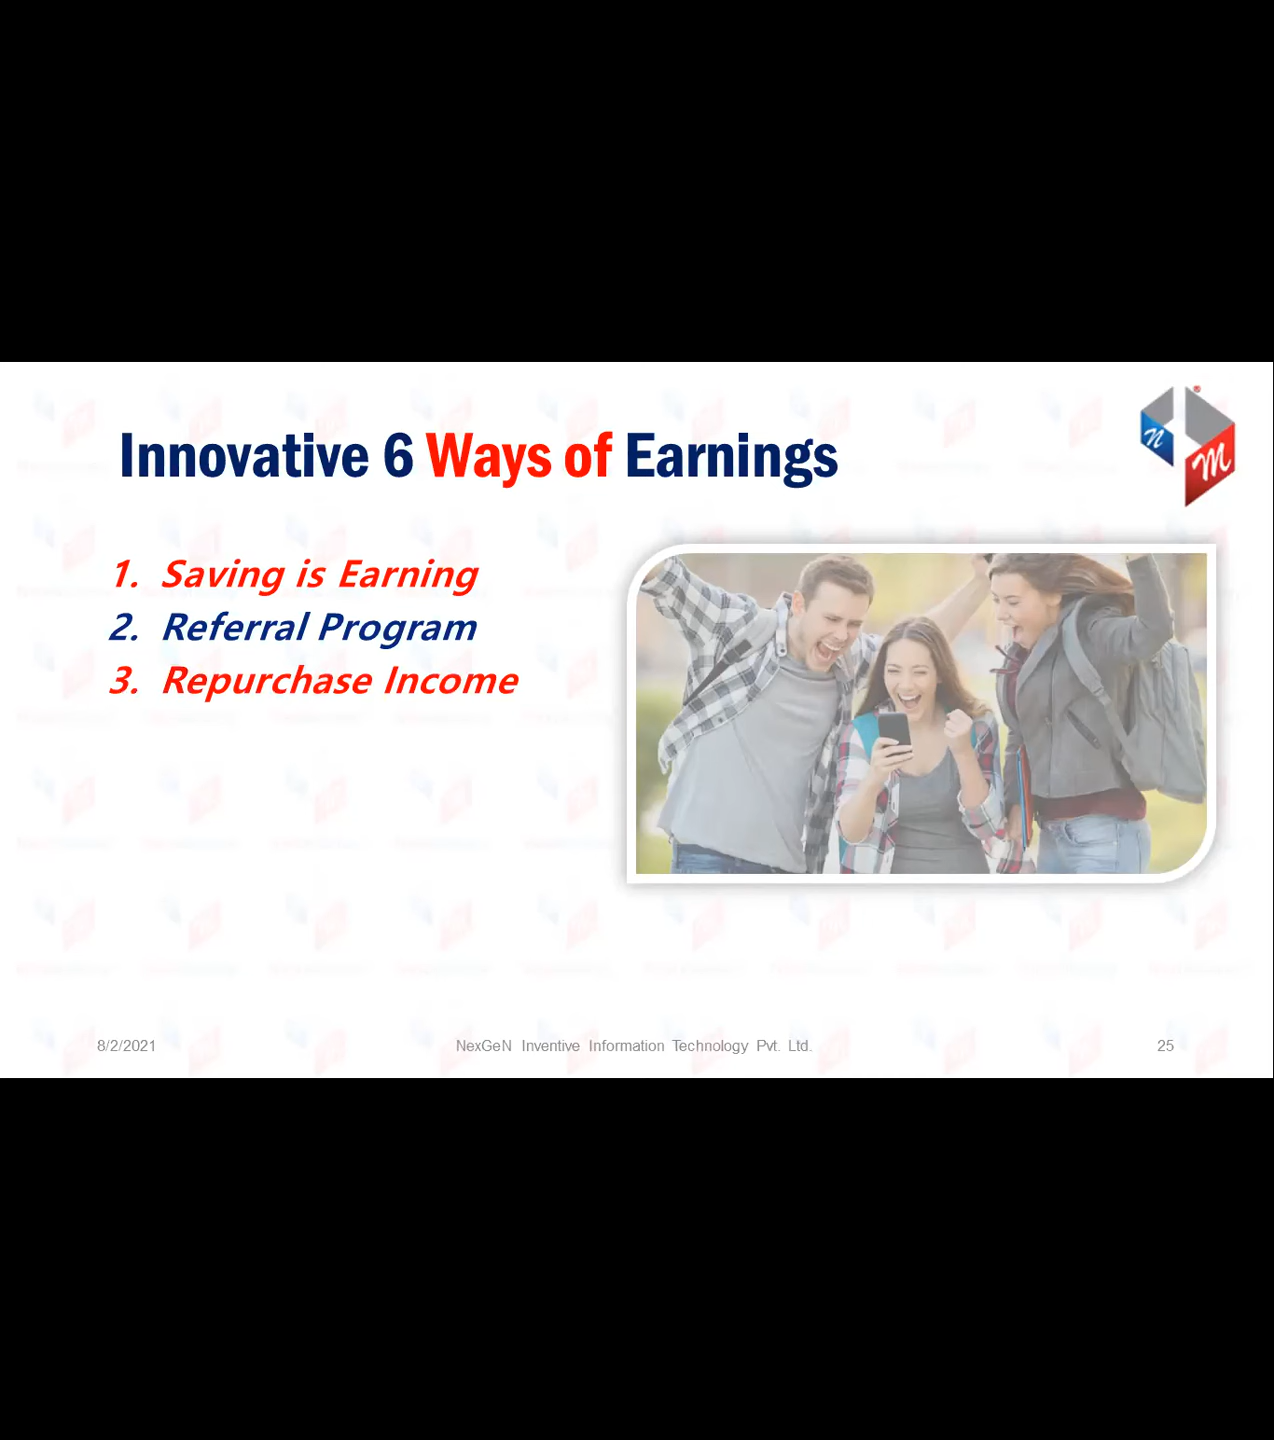 Innovative 6 Ways of Earnings
n
m
®
1. Saving is Earning
2. Referral Program
3. Repurchase Income
8/2/2021
NexGeN Inventive Information Technology Pvt. Ltd.
25